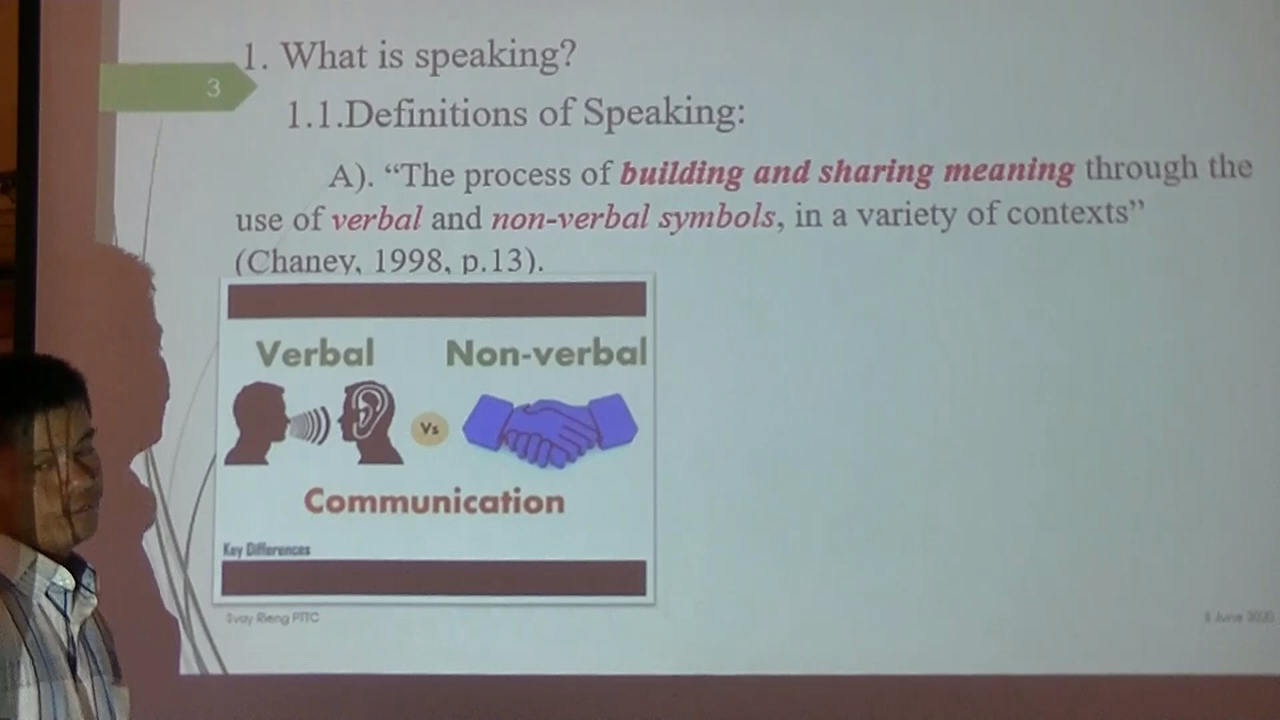 3
1. What is speaking?
1.1.Definitions of Speaking:
A). “The process of building and sharing meaning through the
use of verbal and non-verbal symbols, in a variety of contexts”
(Chaney, 1998, p.13).
Verbal Non-verbal
Vs
Communication
Key Differences
Svay Rieng PTTC
June